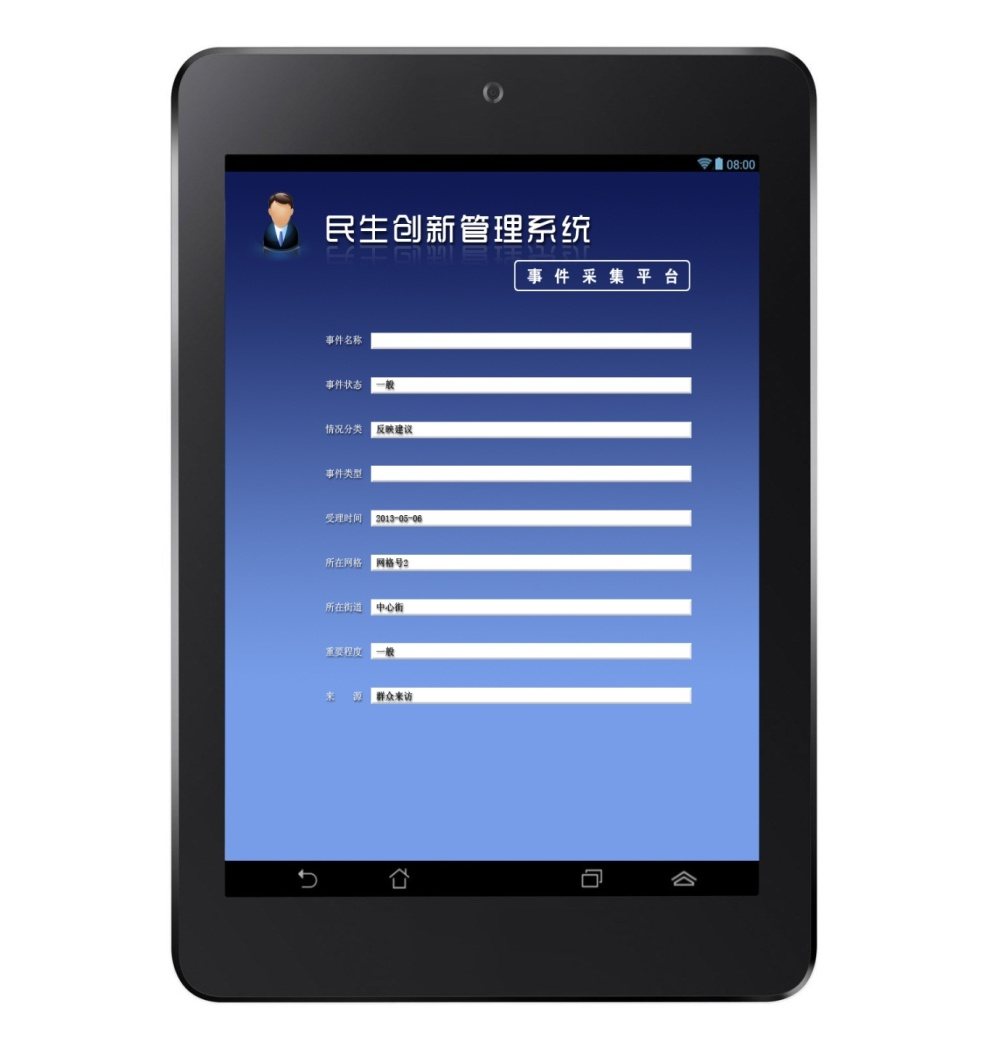 08:00
民生创新管理系统
事件采集平台
事件名称
事件状态 一般
情况分类 反映建议
事件类型
受理时间 2013-05-06
所在网格 网格号2
所在街道 中心街
重要程度 一般
来 源 群众来访